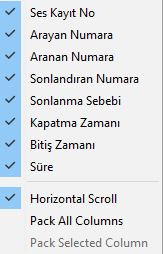 Ses Kayıt No
Arayan Numara
Aranan Numara
Sonlandıran Numara
Sonlanma Sebebi
Kapatma Zamanı
Bitiş Zamanı
Süre
Horizontal Scroll
Pack All Columns
Pack Selected Column